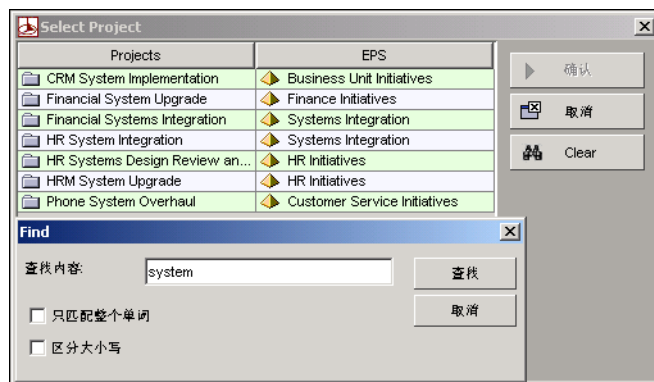 Select Project
Projects EPS
CRM System Implementation Business Unit Initiatives
Financial System Upgrade Finance Initiatives
Financial Systems Integration Systems Integration
HR System Integration Systems Integration
HR Systems Design Review an... HR Initiatives
HRM System Upgrade HR Initiatives
Phone System Overhaul Customer Service Initiatives
确认
取消
Clear
Find
查找内容: system
查找
只匹配整个单词
取消
区分大小写